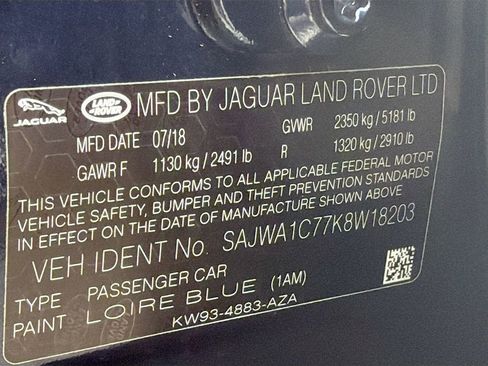 JAGUAR LAND ROVER MFD BY JAGUAR LAND ROVER LTD
MFD DATE 07/18 GVWR 2350 kg / 5181 lb
GAWR F 1130 kg / 2491 lb R 1320 kg / 2910 lb
THIS VEHICLE CONFORMS TO ALL APPLICABLE FEDERAL MOTOR
VEHICLE SAFETY, BUMPER AND THEFT PREVENTION STANDARDS
IN EFFECT ON THE DATE OF MANUFACTURE SHOWN ABOVE
VEH IDENT No. SAJWA1C77K8W18203
TYPE PASSENGER CAR
PAINT LOIRE BLUE (1AM)
KW93-4883-AZA